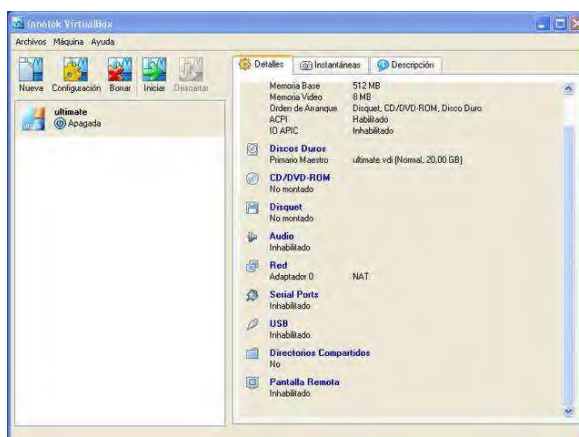 innotek VirtualBox
Archivos Máquina Ayuda
Nueva Configuración Borrar Iniciar Descartar
ultimate
Apagada
Detalles Instantáneas Descripción
Memoria Base 512 MB
Memoria Video 8 MB
Orden de Arranque Disquet, CD/DVD-ROM, Disco Duro
ACPI Habilitado
IO APIC Inhabilitado
Discos Duros
Primario Maestro ultimate.vdi (Normal, 20,00 GB)
CD/DVD-ROM
No montado
Disquet
No montado
Audio
Inhabilitado
Red
Adaptador 0 NAT
Serial Ports
Inhabilitado
USB
Inhabilitado
Directorios Compartidos
No
Pantalla Remota
Inhabilitado